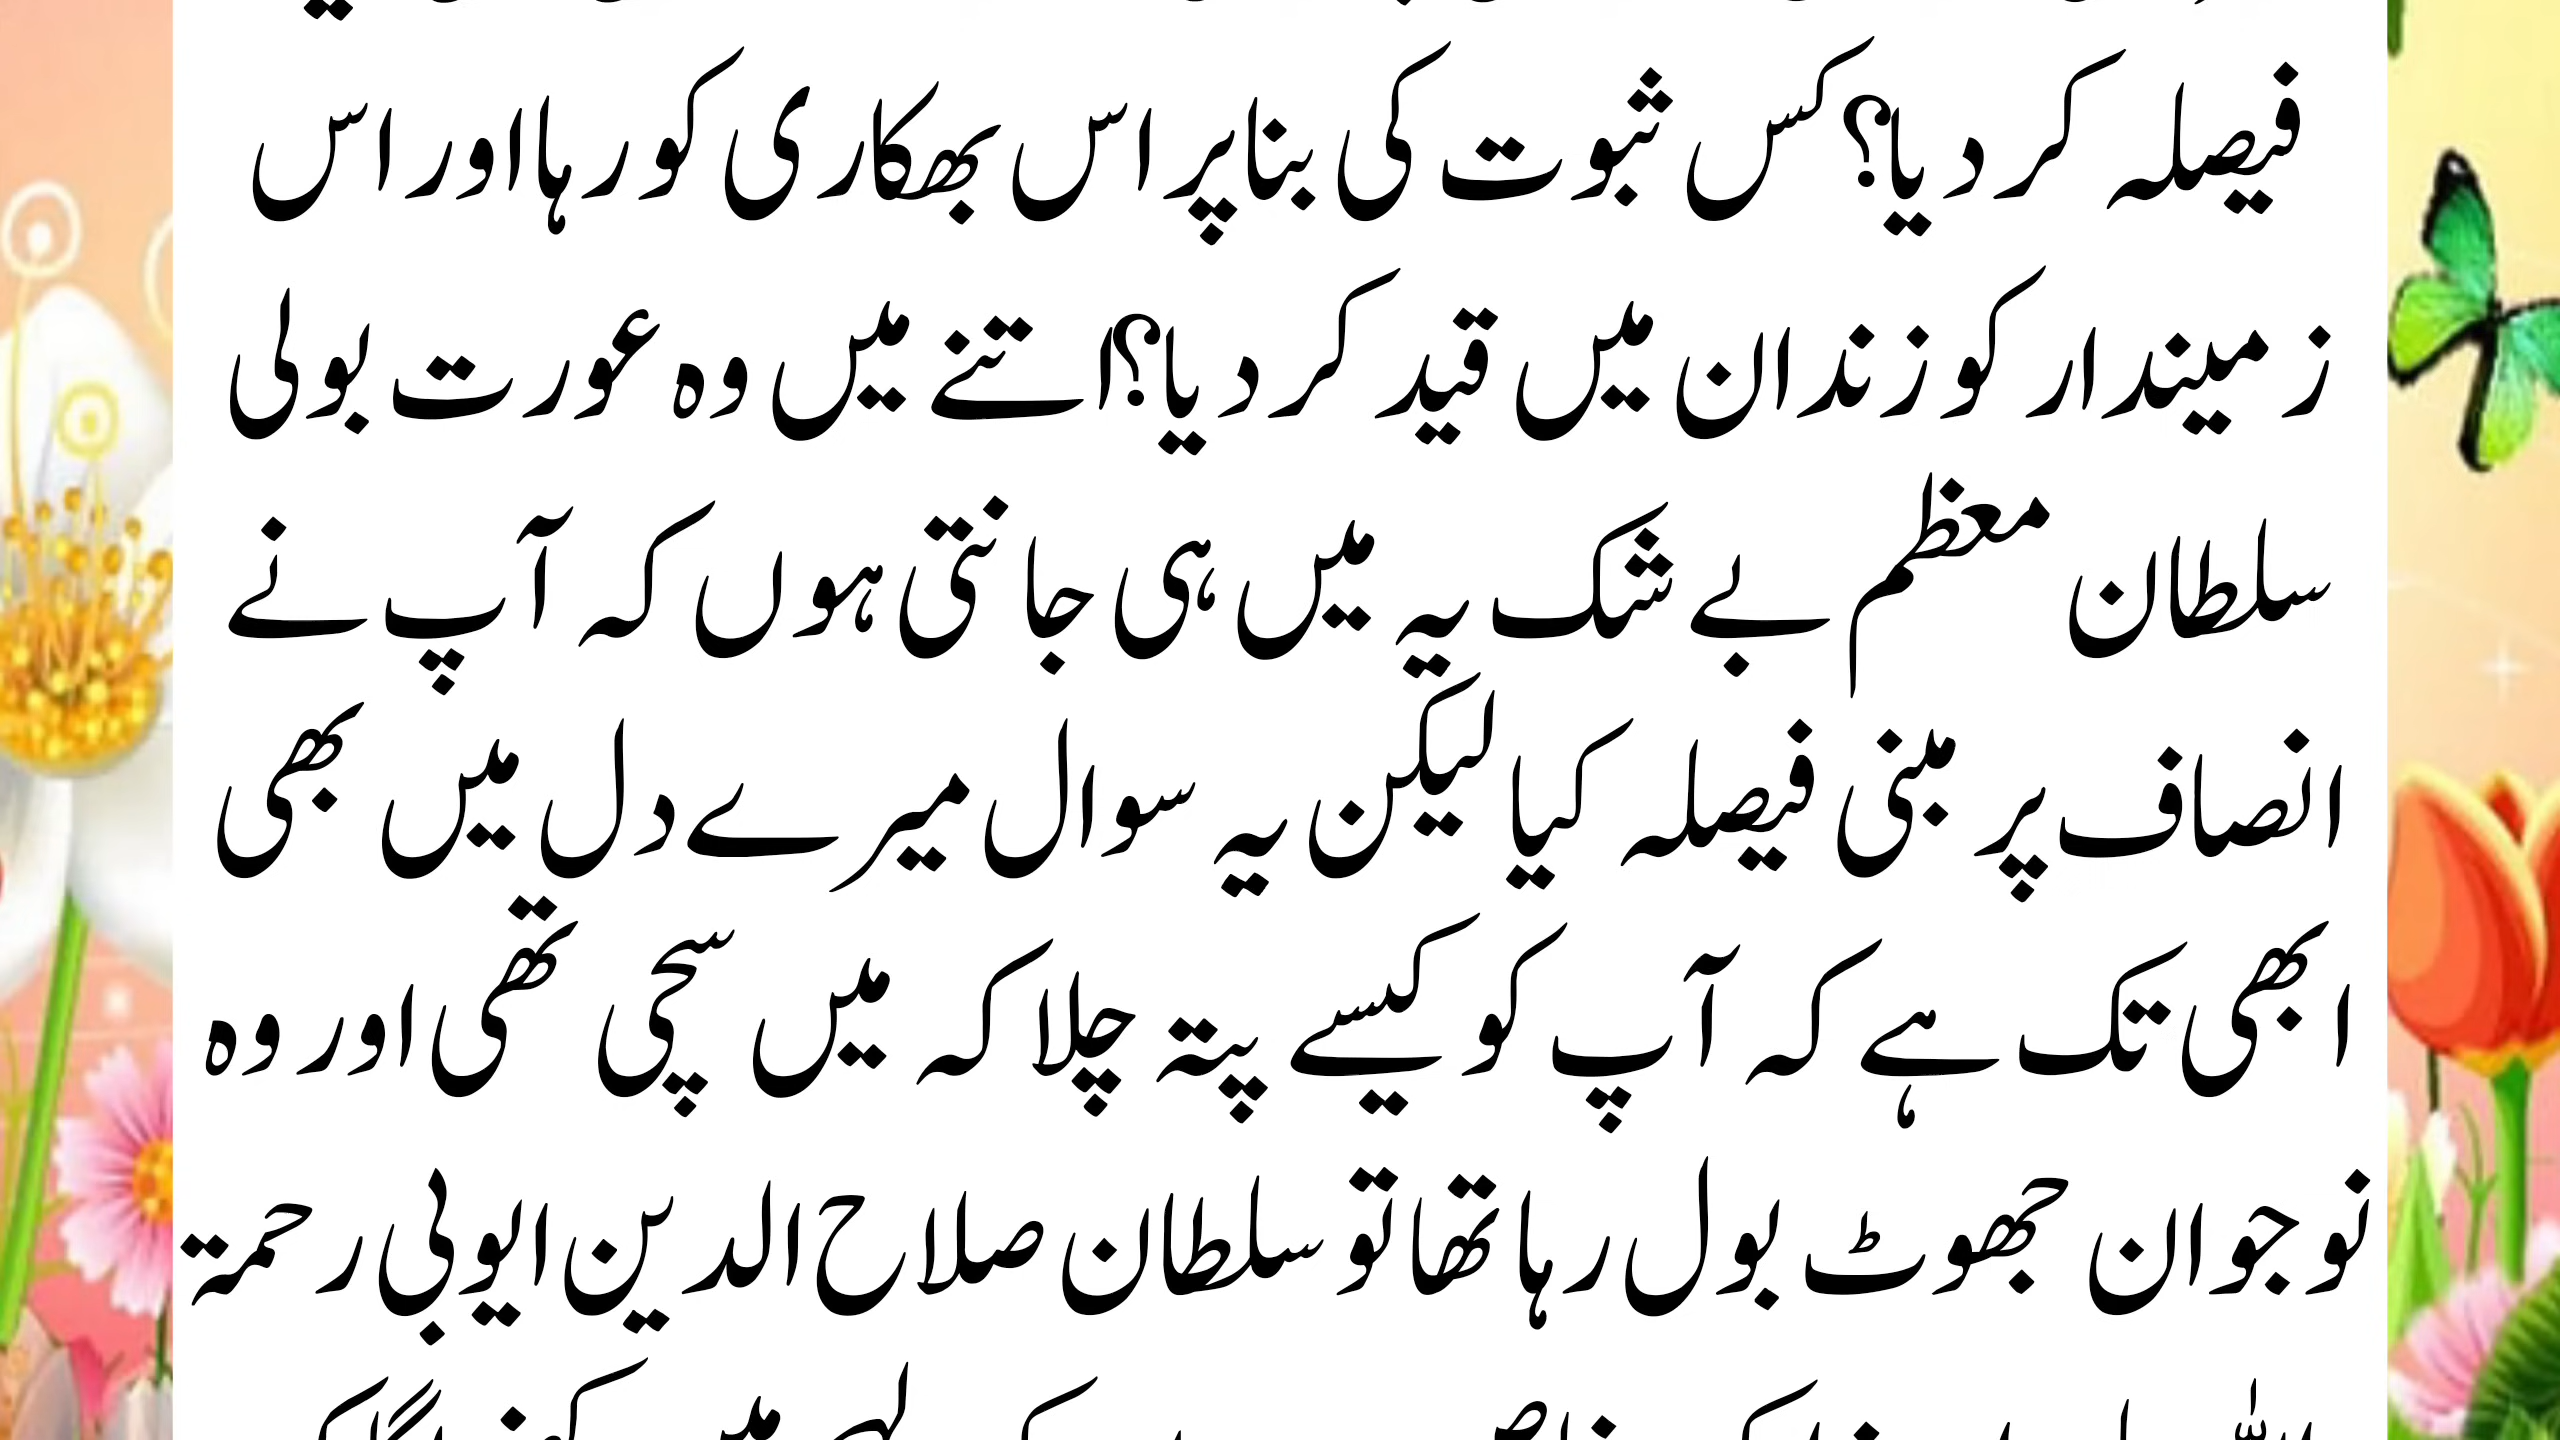 فیصلہ کر دیا؟ کس ثبوت کی بنا پر اس بھکاری کو رہا اور اس
زمیندار کو زندان میں قید کر دیا؟ اتنے میں وہ عورت بولی
سلطان معظم بے شک یہ میں ہی جانتی ہوں کہ آپ نے
انصاف پر مبنی فیصلہ کیا لیکن یہ سوال میرے دل میں بھی
ابھی تک ہے کہ آپ کو کیسے پتہ چلا کہ میں سچی تھی اور وہ
نوجوان جھوٹ بول رہا تھا تو سلطان صلاح الدین ایوبی رحمۃ